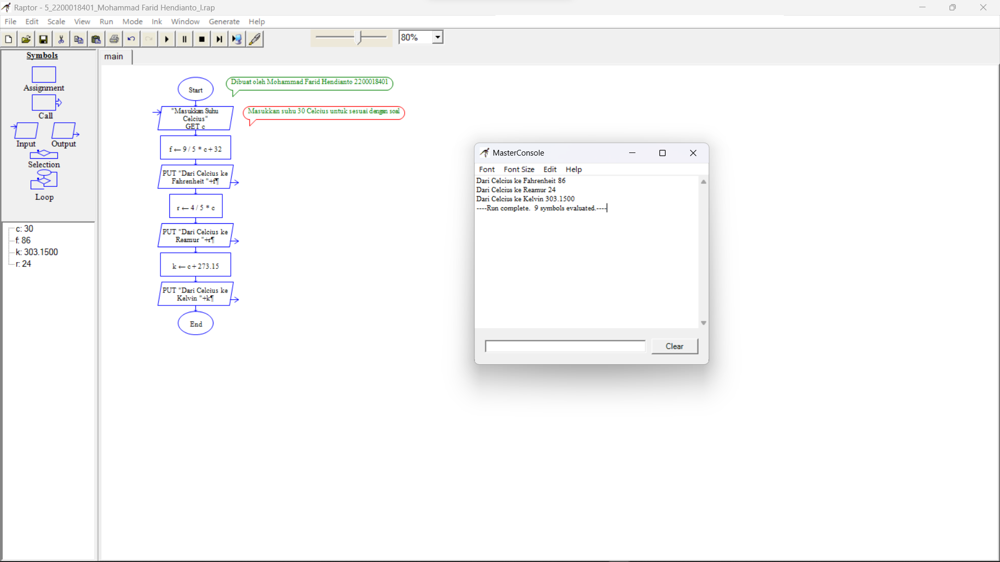 Raptor - 5_2200018401_Mohammad Farid Hendianto_I.rap
File Edit Scale View Run Mode Ink Window Generate Help
80%
Symbols
Assignment
Call
Input Output
Selection
Loop
c: 30
f: 86
k: 303.1500
r: 24
main
Start
Dibuat oleh Mohammad Farid Hendianto 2200018401
"Masukkan Suhu
Celcius"
GET c
Masukkan suhu 30 Celcius untuk sesuai dengan soal
f ← 9 / 5 * c + 32
PUT "Dari Celcius ke
Fahrenheit "+f¶
r ← 4 / 5 * c
PUT "Dari Celcius ke
Reamur "+r¶
k ← c + 273.15
PUT "Dari Celcius ke
Kelvin "+k¶
End
MasterConsole
Font Font Size Edit Help
Dari Celcius ke Fahrenheit 86
Dari Celcius ke Reamur 24
Dari Celcius ke Kelvin 303.1500
----Run complete.  9 symbols evaluated.----
Clear